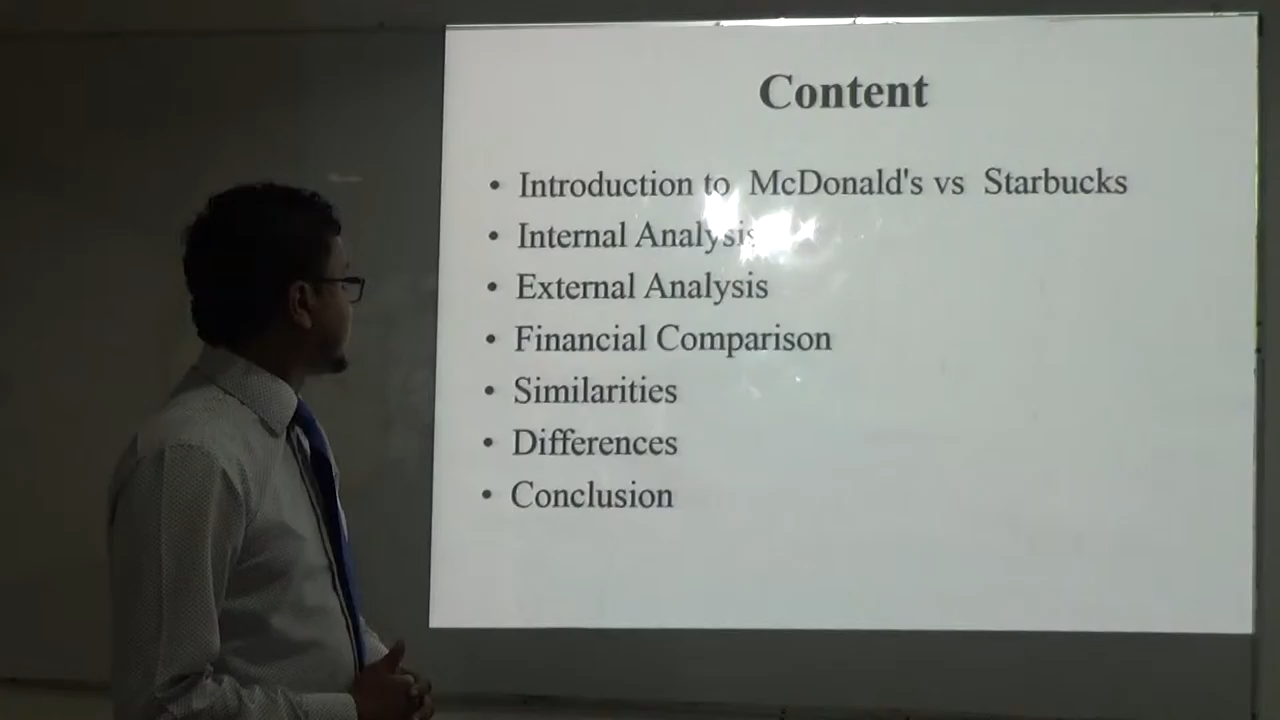 Content
• Introduction to McDonald's vs Starbucks
• Internal Analysis
• External Analysis
• Financial Comparison
• Similarities
• Differences
• Conclusion